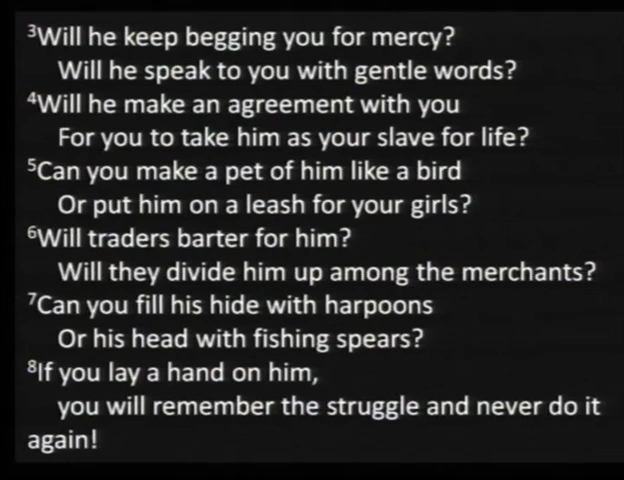 ³Will he keep begging you for mercy?
Will he speak to you with gentle words?
⁴Will he make an agreement with you
For you to take him as your slave for life?
⁵Can you make a pet of him like a bird
Or put him on a leash for your girls?
⁶Will traders barter for him?
Will they divide him up among the merchants?
⁷Can you fill his hide with harpoons
Or his head with fishing spears?
⁸If you lay a hand on him,
you will remember the struggle and never do it
again!